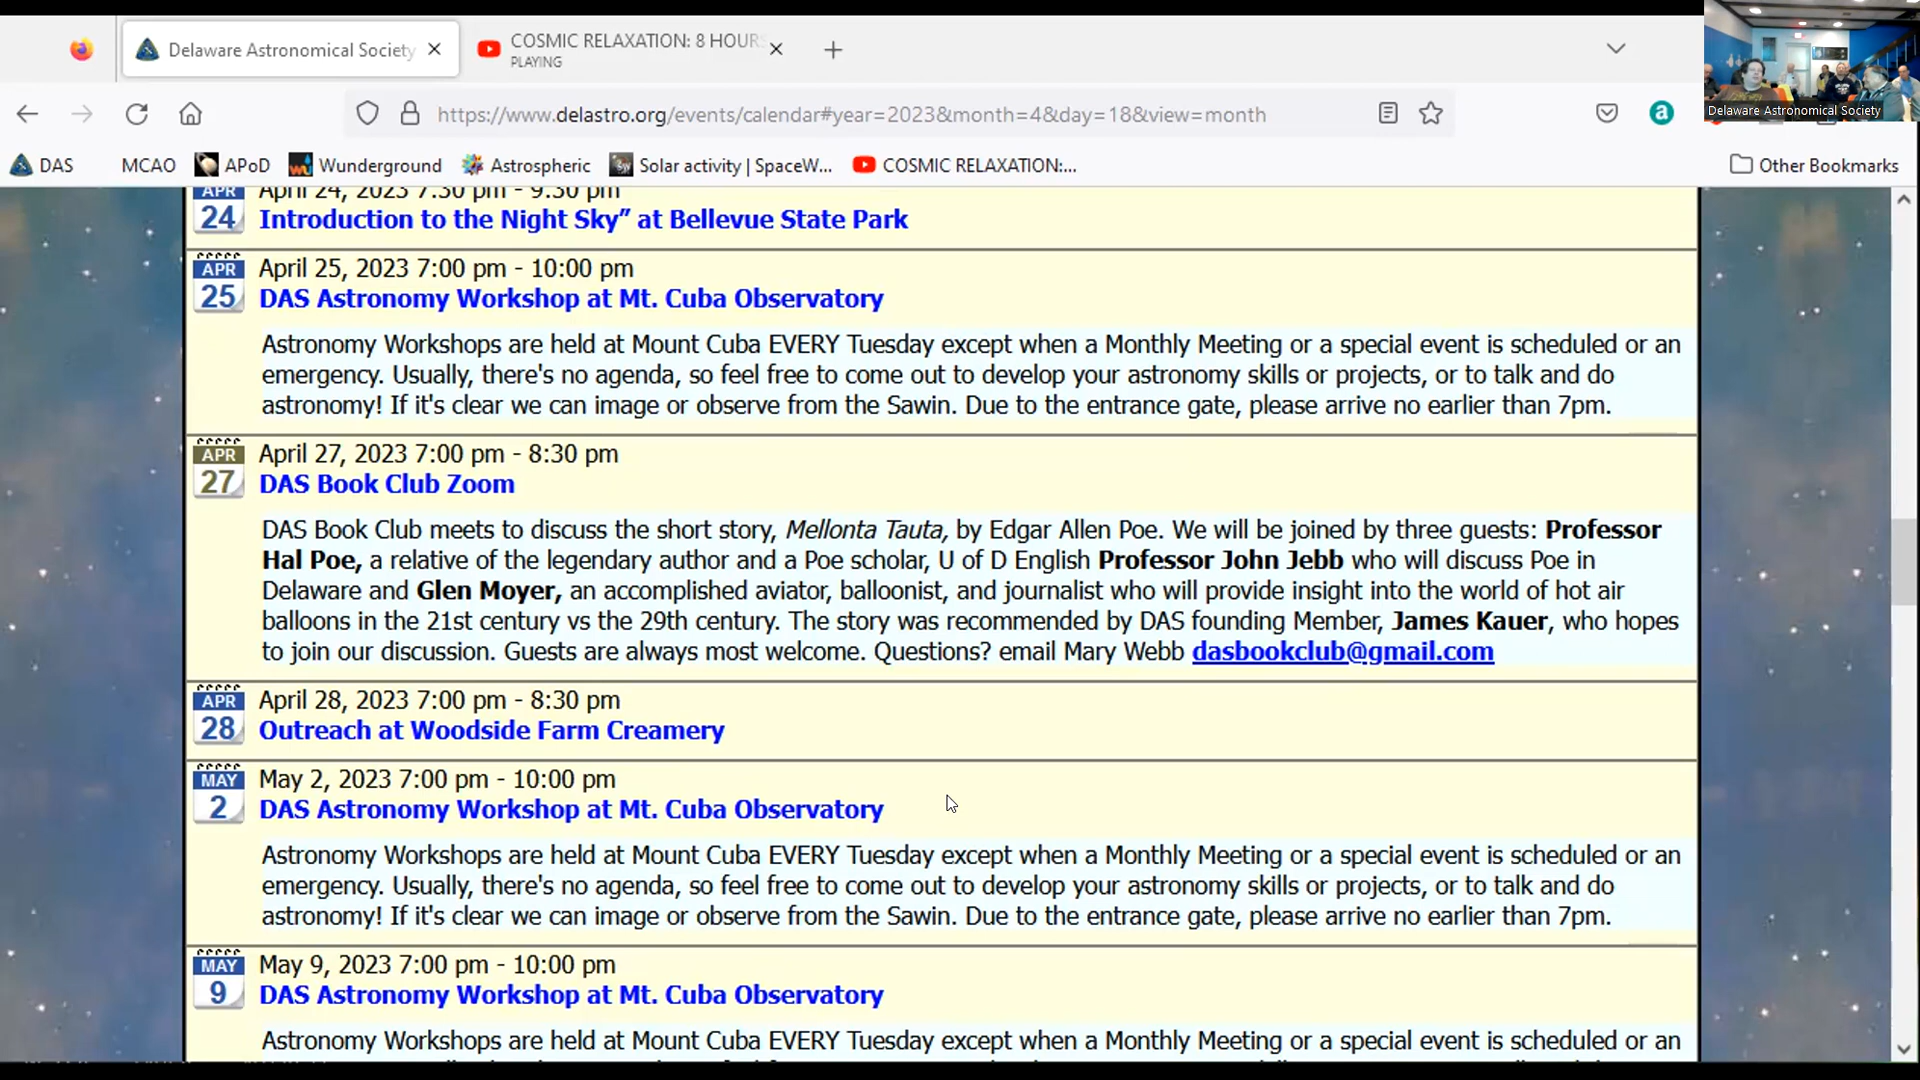 Delaware Astronomical Society
COSMIC RELAXATION: 8 HOURS
PLAYING
Delaware Astronomical Society
https://www.delastro.org/events/calendar#year=2023&month=4&day=18&view=month
DAS MCAO APoD Wunderground Astrospheric Solar activity | SpaceW... COSMIC RELAXATION:... Other Bookmarks
APR
24
April 24, 2023 7:30 pm - 9:30 pm
Introduction to the Night Sky” at Bellevue State Park
APR
25
April 25, 2023 7:00 pm - 10:00 pm
DAS Astronomy Workshop at Mt. Cuba Observatory
Astronomy Workshops are held at Mount Cuba EVERY Tuesday except when a Monthly Meeting or a special event is scheduled or an
emergency. Usually, there's no agenda, so feel free to come out to develop your astronomy skills or projects, or to talk and do
astronomy! If it's clear we can image or observe from the Sawin. Due to the entrance gate, please arrive no earlier than 7pm.
APR
27
April 27, 2023 7:00 pm - 8:30 pm
DAS Book Club Zoom
DAS Book Club meets to discuss the short story, Mellonta Tauta, by Edgar Allen Poe. We will be joined by three guests: Professor
Hal Poe, a relative of the legendary author and a Poe scholar, U of D English Professor John Jebb who will discuss Poe in
Delaware and Glen Moyer, an accomplished aviator, balloonist, and journalist who will provide insight into the world of hot air
balloons in the 21st century vs the 29th century. The story was recommended by DAS founding Member, James Kauer, who hopes
to join our discussion. Guests are always most welcome. Questions? email Mary Webb dasbookclub@gmail.com
APR
28
April 28, 2023 7:00 pm - 8:30 pm
Outreach at Woodside Farm Creamery
MAY
2
May 2, 2023 7:00 pm - 10:00 pm
DAS Astronomy Workshop at Mt. Cuba Observatory
Astronomy Workshops are held at Mount Cuba EVERY Tuesday except when a Monthly Meeting or a special event is scheduled or an
emergency. Usually, there's no agenda, so feel free to come out to develop your astronomy skills or projects, or to talk and do
astronomy! If it's clear we can image or observe from the Sawin. Due to the entrance gate, please arrive no earlier than 7pm.
MAY
9
May 9, 2023 7:00 pm - 10:00 pm
DAS Astronomy Workshop at Mt. Cuba Observatory
Astronomy Workshops are held at Mount Cuba EVERY Tuesday except when a Monthly Meeting or a special event is scheduled or an